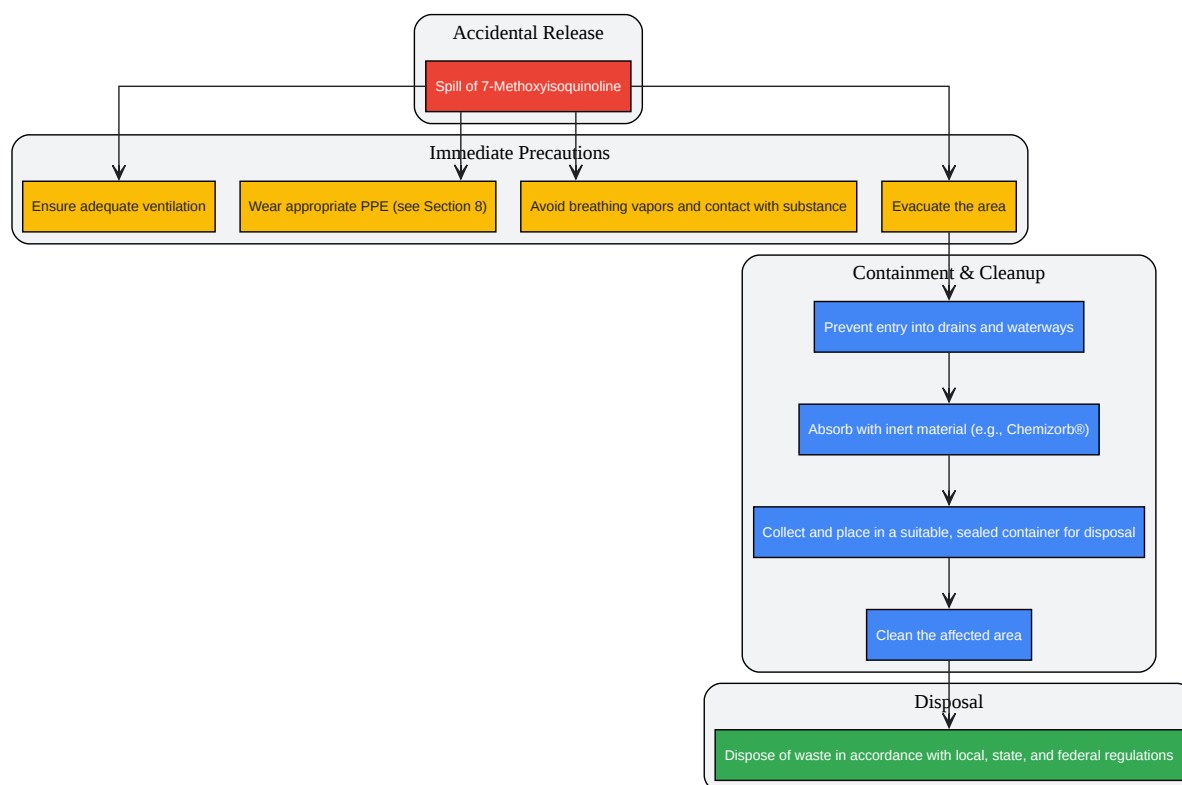 Accidental Release
Spill of 7-Methoxyisoquinoline
Immediate Precautions
Ensure adequate ventilation
Wear appropriate PPE (see Section 8)
Avoid breathing vapors and contact with substance
Evacuate the area
Containment & Cleanup
Prevent entry into drains and waterways
Absorb with inert material (e.g., Chemizorb®)
Collect and place in a suitable, sealed container for disposal
Clean the affected area
Disposal
Dispose of waste in accordance with local, state, and federal regulations